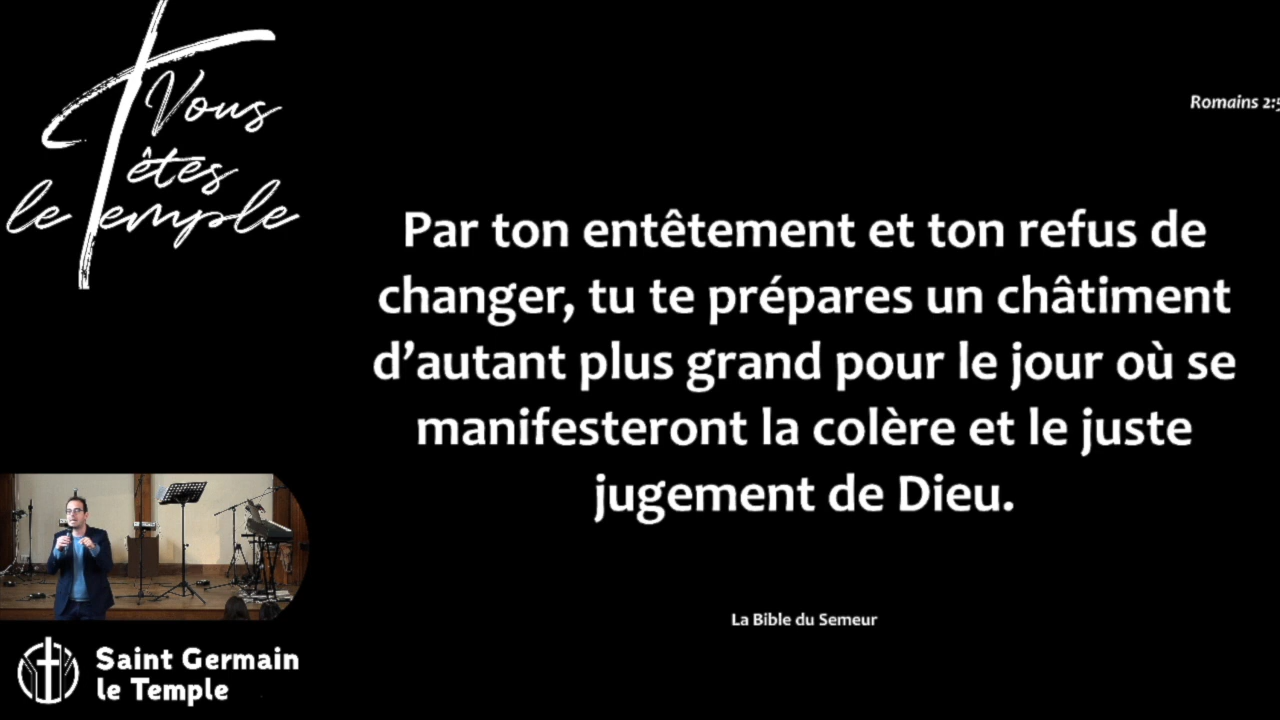 Vous
êtes
le Temple
Romains 2:5
Par ton entêtement et ton refus de
changer, tu te prépares un châtiment
d’autant plus grand pour le jour où se
manifesteront la colère et le juste
jugement de Dieu.
La Bible du Semeur
Saint Germain
le Temple